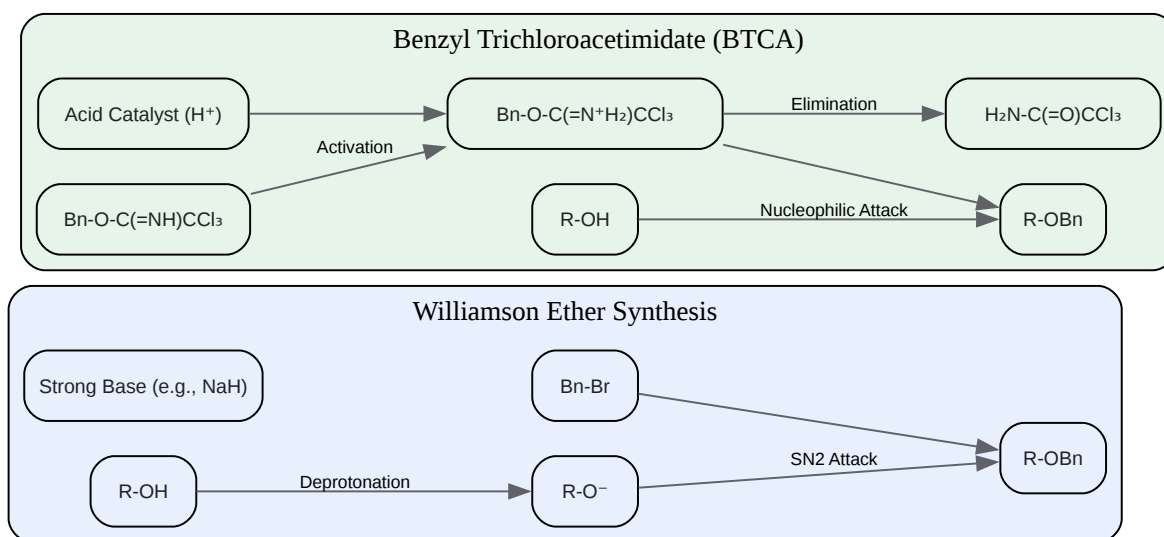 Benzyl Trichloroacetimidate (BTCA)
Acid Catalyst (H⁺)
Bn-O-C(=N⁺H₂)CCl₃
Elimination
H₂N-C(=O)CCl₃
Activation
Bn-O-C(=NH)CCl₃
R-OH
Nucleophilic Attack
R-OBn
Williamson Ether Synthesis
Strong Base (e.g., NaH)
Bn-Br
R-OBn
SN2 Attack
R-OH
Deprotonation
R-O⁻